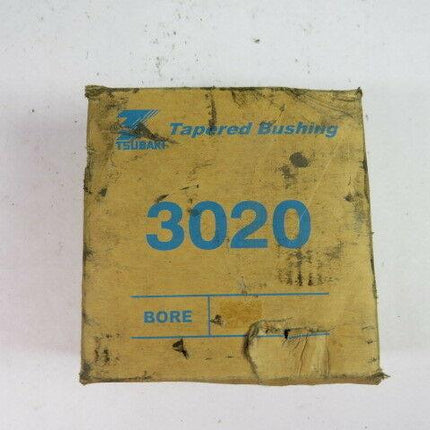 TSUBAKI
Tapered Bushing
3020
BORE